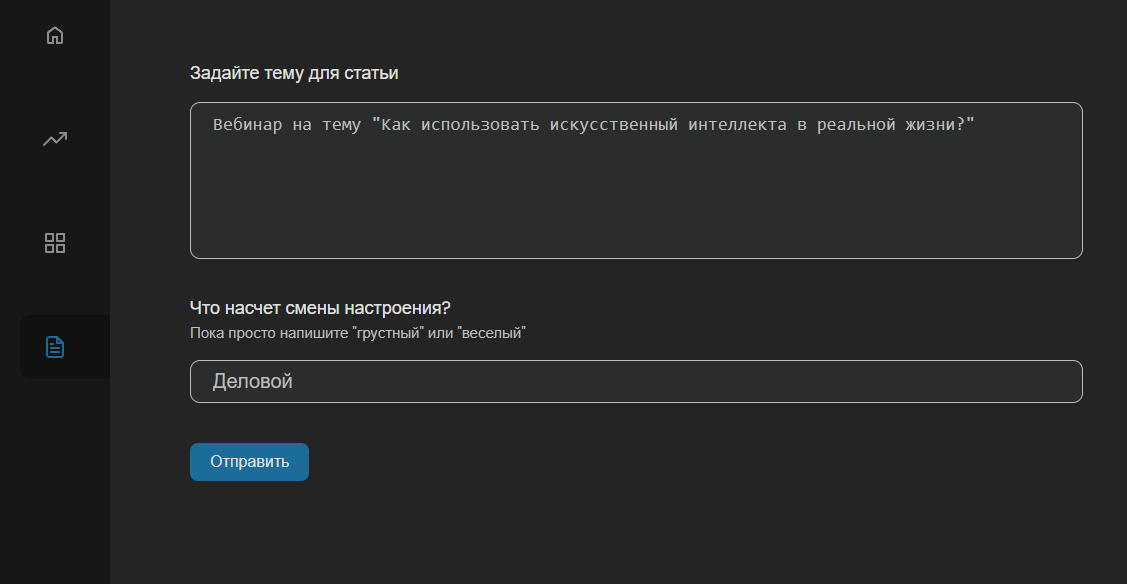 Задайте тему для статьи
Вебинар на тему "Как использовать искусственный интеллекта в реальной жизни?"
Что насчет смены настроения?
Пока просто напишите "грустный" или "веселый"
Деловой
Отправить